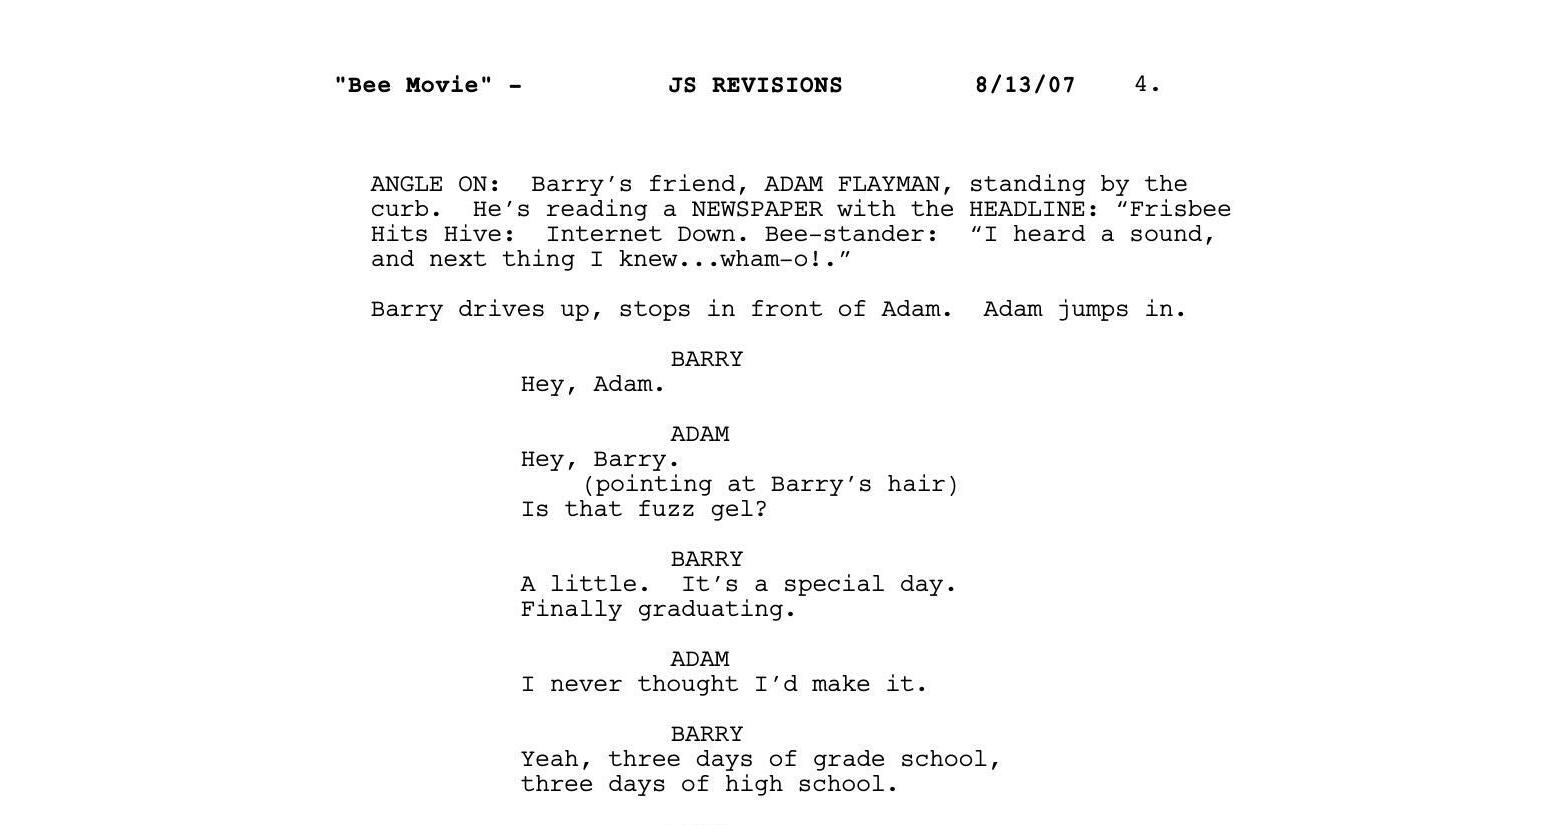 "Bee Movie" - JS REVISIONS 8/13/07 4.
ANGLE ON: Barry’s friend, ADAM FLAYMAN, standing by the
curb. He’s reading a NEWSPAPER with the HEADLINE: “Frisbee
Hits Hive: Internet Down. Bee-stander: “I heard a sound,
and next thing I knew...wham-o!.”
Barry drives up, stops in front of Adam. Adam jumps in.
BARRY
Hey, Adam.
ADAM
Hey, Barry.
(pointing at Barry’s hair)
Is that fuzz gel?
BARRY
A little. It’s a special day.
Finally graduating.
ADAM
I never thought I’d make it.
BARRY
Yeah, three days of grade school,
three days of high school.